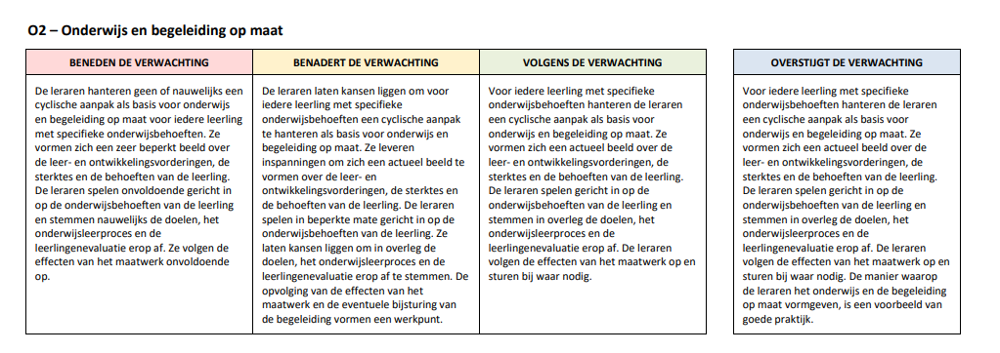 O2 – Onderwijs en begeleiding op maat
BENEDEN DE VERWACHTING
De leraren hanteren geen of nauwelijks een
cyclische aanpak als basis voor onderwijs
en begeleiding op maat voor iedere leerling
met specifieke onderwijsbehoeften. Ze
vormen zich een zeer beperkt beeld over
de leer- en ontwikkelingsvorderingen, de
sterktes en de behoeften van de leerling.
De leraren spelen onvoldoende gericht in
op de onderwijsbehoeften van de leerling
en stemmen nauwelijks de doelen, het
onderwijsleerproces en de
leerlingenevaluatie erop af. Ze volgen de
effecten van het maatwerk onvoldoende
op.
BENADERT DE VERWACHTING
De leraren laten kansen liggen om voor
iedere leerling met specifieke
onderwijsbehoeften een cyclische aanpak
te hanteren als basis voor onderwijs en
begeleiding op maat. Ze leveren
inspanningen om zich een actueel beeld te
vormen over de leer- en
ontwikkelingsvorderingen, de sterktes en
de behoeften van de leerling. De leraren
spelen in beperkte mate gericht in op de
onderwijsbehoeften van de leerling. Ze
laten kansen liggen om in overleg de
doelen, het onderwijsleerproces en de
leerlingenevaluatie erop af te stemmen. De
opvolging van de effecten van het
maatwerk en de eventuele bijsturing van
de begeleiding vormen een werkpunt.
VOLGENS DE VERWACHTING
Voor iedere leerling met specifieke
onderwijsbehoeften hanteren de leraren
een cyclische aanpak als basis voor
onderwijs en begeleiding op maat. Ze
vormen zich een actueel beeld over de
leer- en ontwikkelingsvorderingen, de
sterktes en de behoeften van de leerling.
De leraren spelen gericht in op de
onderwijsbehoeften van de leerling en
stemmen in overleg de doelen, het
onderwijsleerproces en de
leerlingenevaluatie erop af. De leraren
volgen de effecten van het maatwerk op en
sturen bij waar nodig.
OVERSTIJGT DE VERWACHTING
Voor iedere leerling met specifieke
onderwijsbehoeften hanteren de leraren
een cyclische aanpak als basis voor
onderwijs en begeleiding op maat. Ze
vormen zich een actueel beeld over de
leer- en ontwikkelingsvorderingen, de
sterktes en de behoeften van de leerling.
De leraren spelen gericht in op de
onderwijsbehoeften van de leerling en
stemmen in overleg de doelen, het
onderwijsleerproces en de
leerlingenevaluatie erop af. De leraren
volgen de effecten van het maatwerk op en
sturen bij waar nodig. De manier waarop
de leraren het onderwijs en de begeleiding
op maat vormgeven, is een voorbeeld van
goede praktijk.